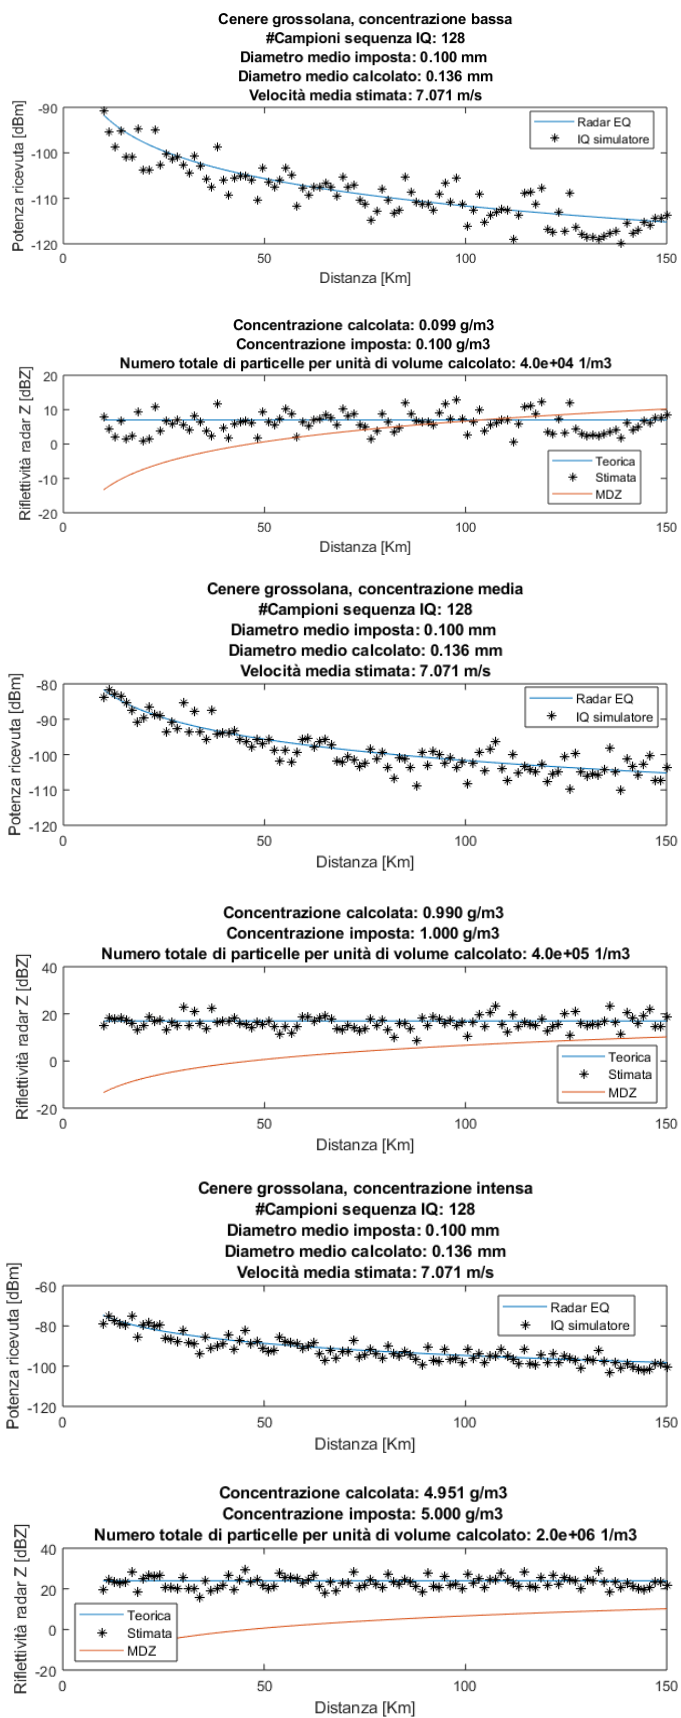 Cenere grossolana, concentrazione bassa
#Campioni sequenza IQ: 128
Diametro medio imposta: 0.100 mm
Diametro medio calcolato: 0.136 mm
Velocità media stimata: 7.071 m/s
Potenza ricevuta [dBm]
-90
-100
-110
-120
Radar EQ
IQ simulatore
0 50 100 150
Distanza [Km]
Concentrazione calcolata: 0.099 g/m3
Concentrazione imposta: 0.100 g/m3
Numero totale di particelle per unità di volume calcolato: 4.0e+04 1/m3
Riflettività radar Z [dBZ]
20
10
0
-10
-20
Teorica
Stimata
MDZ
0 50 100 150
Distanza [Km]
Cenere grossolana, concentrazione media
#Campioni sequenza IQ: 128
Diametro medio imposta: 0.100 mm
Diametro medio calcolato: 0.136 mm
Velocità media stimata: 7.071 m/s
Potenza ricevuta [dBm]
-80
-90
-100
-110
-120
Radar EQ
IQ simulatore
0 50 100 150
Distanza [Km]
Concentrazione calcolata: 0.990 g/m3
Concentrazione imposta: 1.000 g/m3
Numero totale di particelle per unità di volume calcolato: 4.0e+05 1/m3
Riflettività radar Z [dBZ]
40
20
0
-20
Teorica
Stimata
MDZ
0 50 100 150
Distanza [Km]
Cenere grossolana, concentrazione intensa
#Campioni sequenza IQ: 128
Diametro medio imposta: 0.100 mm
Diametro medio calcolato: 0.136 mm
Velocità media stimata: 7.071 m/s
Potenza ricevuta [dBm]
-60
-80
-100
-120
Radar EQ
IQ simulatore
0 50 100 150
Distanza [Km]
Concentrazione calcolata: 4.951 g/m3
Concentrazione imposta: 5.000 g/m3
Numero totale di particelle per unità di volume calcolato: 2.0e+06 1/m3
Riflettività radar Z [dBZ]
40
20
0
-20
Teorica
Stimata
MDZ
0 50 100 150
Distanza [Km]